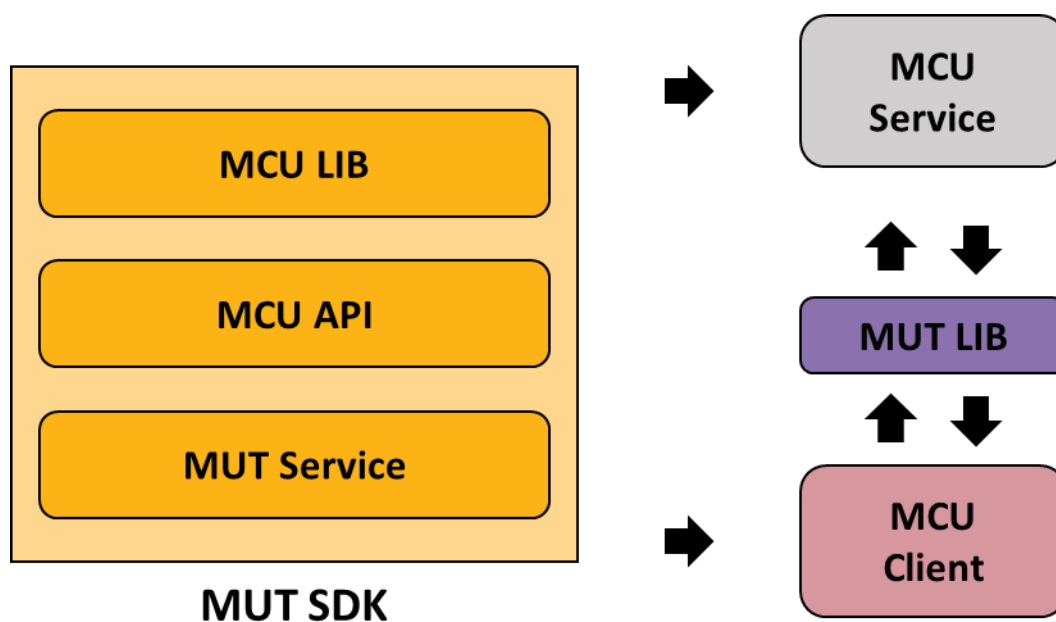 MCU LIB
MCU API
MUT Service
MUT SDK
MCU
Service
MUT LIB
MCU
Client